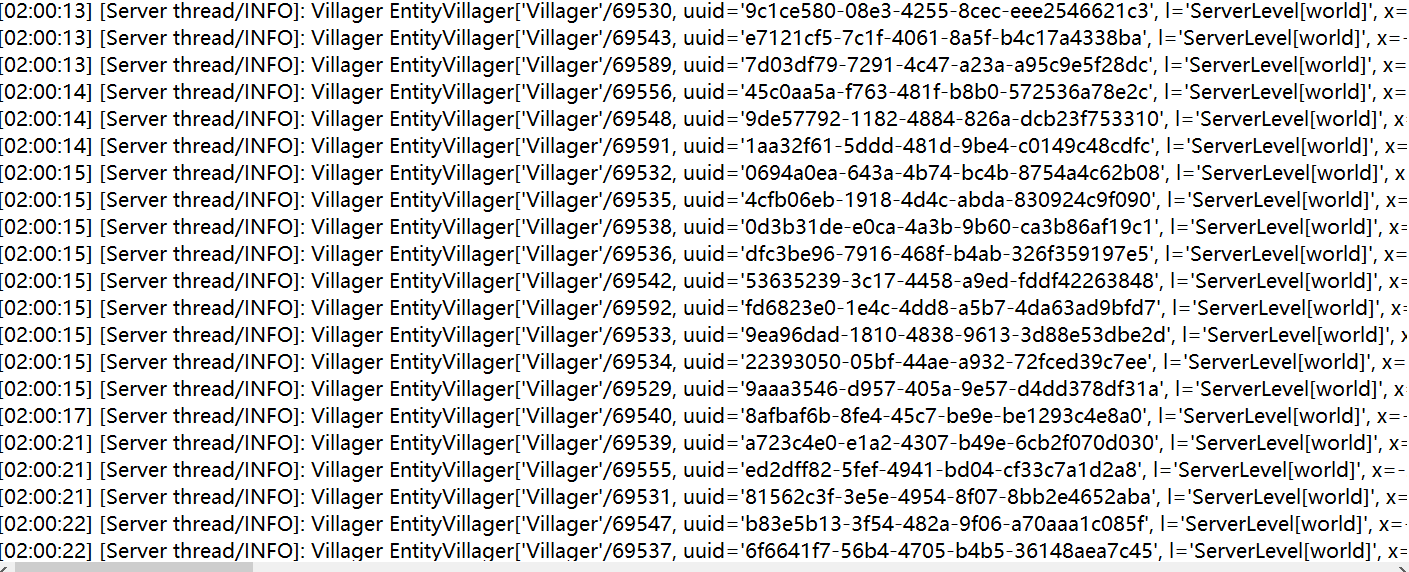 [02:00:13] [Server thread/INFO]: Villager EntityVillager['Villager'/69530, uuid='9c1ce580-08e3-4255-8cec-eee2546621c3', l='ServerLevel[world]', x=
[02:00:13] [Server thread/INFO]: Villager EntityVillager['Villager'/69543, uuid='e7121cf5-7c1f-4061-8a5f-b4c17a4338ba', l='ServerLevel[world]', x=-
[02:00:13] [Server thread/INFO]: Villager EntityVillager['Villager'/69589, uuid='7d03df79-7291-4c47-a23a-a95c9e5f28dc', l='ServerLevel[world]', x=-
[02:00:14] [Server thread/INFO]: Villager EntityVillager['Villager'/69556, uuid='45c0aa5a-f763-481f-b8b0-572536a78e2c', l='ServerLevel[world]', x=-
[02:00:14] [Server thread/INFO]: Villager EntityVillager['Villager'/69548, uuid='9de57792-1182-4884-826a-dcb23f753310', l='ServerLevel[world]', x=
[02:00:14] [Server thread/INFO]: Villager EntityVillager['Villager'/69591, uuid='1aa32f61-5ddd-481d-9be4-c0149c48cdfc', l='ServerLevel[world]', x=-
[02:00:15] [Server thread/INFO]: Villager EntityVillager['Villager'/69532, uuid='0694a0ea-643a-4b74-bc4b-8754a4c62b08', l='ServerLevel[world]', x=
[02:00:15] [Server thread/INFO]: Villager EntityVillager['Villager'/69535, uuid='4cfb06eb-1918-4d4c-abda-830924c9f090', l='ServerLevel[world]', x=-
[02:00:15] [Server thread/INFO]: Villager EntityVillager['Villager'/69538, uuid='0d3b31de-e0ca-4a3b-9b60-ca3b86af19c1', l='ServerLevel[world]', x=-
[02:00:15] [Server thread/INFO]: Villager EntityVillager['Villager'/69536, uuid='dfc3be96-7916-468f-b4ab-326f359197e5', l='ServerLevel[world]', x=-
[02:00:15] [Server thread/INFO]: Villager EntityVillager['Villager'/69542, uuid='53635239-3c17-4458-a9ed-fddf42263848', l='ServerLevel[world]', x=-
[02:00:15] [Server thread/INFO]: Villager EntityVillager['Villager'/69592, uuid='fd6823e0-1e4c-4dd8-a5b7-4da63ad9bfd7', l='ServerLevel[world]', x=
[02:00:15] [Server thread/INFO]: Villager EntityVillager['Villager'/69533, uuid='9ea96dad-1810-4838-9613-3d88e53dbe2d', l='ServerLevel[world]', x
[02:00:15] [Server thread/INFO]: Villager EntityVillager['Villager'/69534, uuid='22393050-05bf-44ae-a932-72fced39c7ee', l='ServerLevel[world]', x=-
[02:00:15] [Server thread/INFO]: Villager EntityVillager['Villager'/69529, uuid='9aaa3546-d957-405a-9e57-d4dd378df31a', l='ServerLevel[world]', x=
[02:00:17] [Server thread/INFO]: Villager EntityVillager['Villager'/69540, uuid='8afbaf6b-8fe4-45c7-be9e-be1293c4e8a0', l='ServerLevel[world]', x=-
[02:00:21] [Server thread/INFO]: Villager EntityVillager['Villager'/69539, uuid='a723c4e0-e1a2-4307-b49e-6cb2f070d030', l='ServerLevel[world]', x=
[02:00:21] [Server thread/INFO]: Villager EntityVillager['Villager'/69555, uuid='ed2dff82-5fef-4941-bd04-cf33c7a1d2a8', l='ServerLevel[world]', x=-
[02:00:21] [Server thread/INFO]: Villager EntityVillager['Villager'/69531, uuid='81562c3f-3e5e-4954-8f07-8bb2e4652aba', l='ServerLevel[world]', x=
[02:00:22] [Server thread/INFO]: Villager EntityVillager['Villager'/69547, uuid='b83e5b13-3f54-482a-9f06-a70aaa1c085f', l='ServerLevel[world]', x=-
[02:00:22] [Server thread/INFO]: Villager EntityVillager['Villager'/69537, uuid='6f6641f7-56b4-4705-b4b5-36148aea7c45', l='ServerLevel[world]', x=